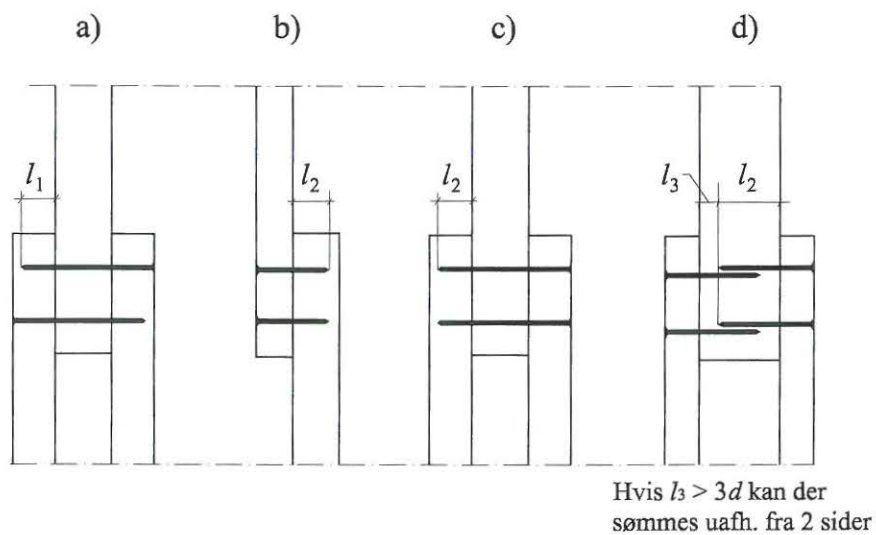 a) b) c) d)
l₁ l₂ l₂ l₃ l₂
Hvis l₃ > 3d kan der
sømmes uafh. fra 2 sider